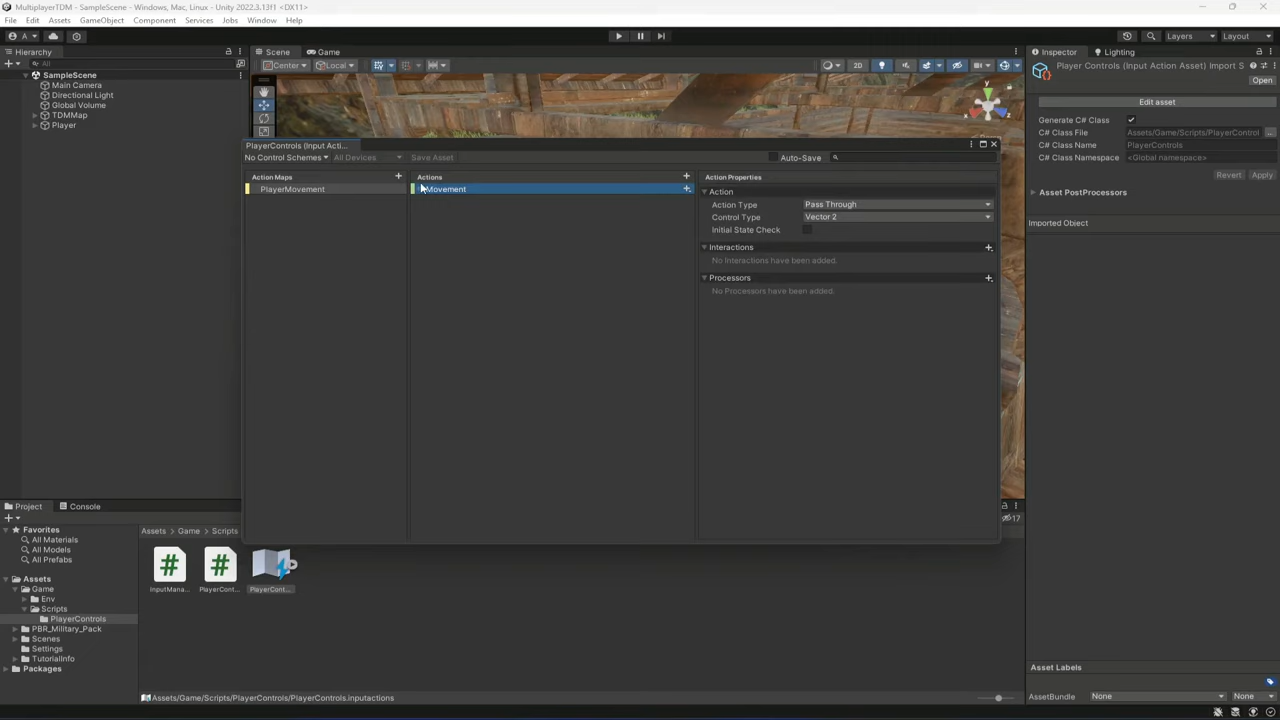 MultiplayerTDM - SampleScene - Windows, Mac, Linux - Unity 2022.3.13f1 <DX11>
File Edit Assets GameObject Component Services Jobs Window Help
A Layers Layout
Hierarchy Scene Game Inspector Lighting
All Center Local 2D
SampleScene
Main Camera
Directional Light
Global Volume
TDMMap
Player
Player Controls (Input Action Asset) Import S
Open
Edit asset
Generate C# Class
C# Class File Assets/Game/Scripts/PlayerControl ...
C# Class Name PlayerControls
C# Class Namespace <Global namespace>
Revert Apply
Asset PostProcessors
Imported Object
PlayerControls (Input Acti...
No Control Schemes All Devices Save Asset Auto-Save
Action Maps Actions Action Properties
PlayerMovement Movement Action
Action Type Pass Through
Control Type Vector 2
Initial State Check
Interactions
No Interactions have been added.
Processors
No Processors have been added.
Project Console
17
Favorites
All Materials
All Models
All Prefabs
Assets
Game
Env
Scripts
PlayerControls
PBR_Military_Pack
Scenes
Settings
TutorialInfo
Packages
Assets Game Scripts
InputMana... PlayerCont... PlayerCont...
Assets/Game/Scripts/PlayerControls/PlayerControls.inputactions
Asset Labels
AssetBundle None None